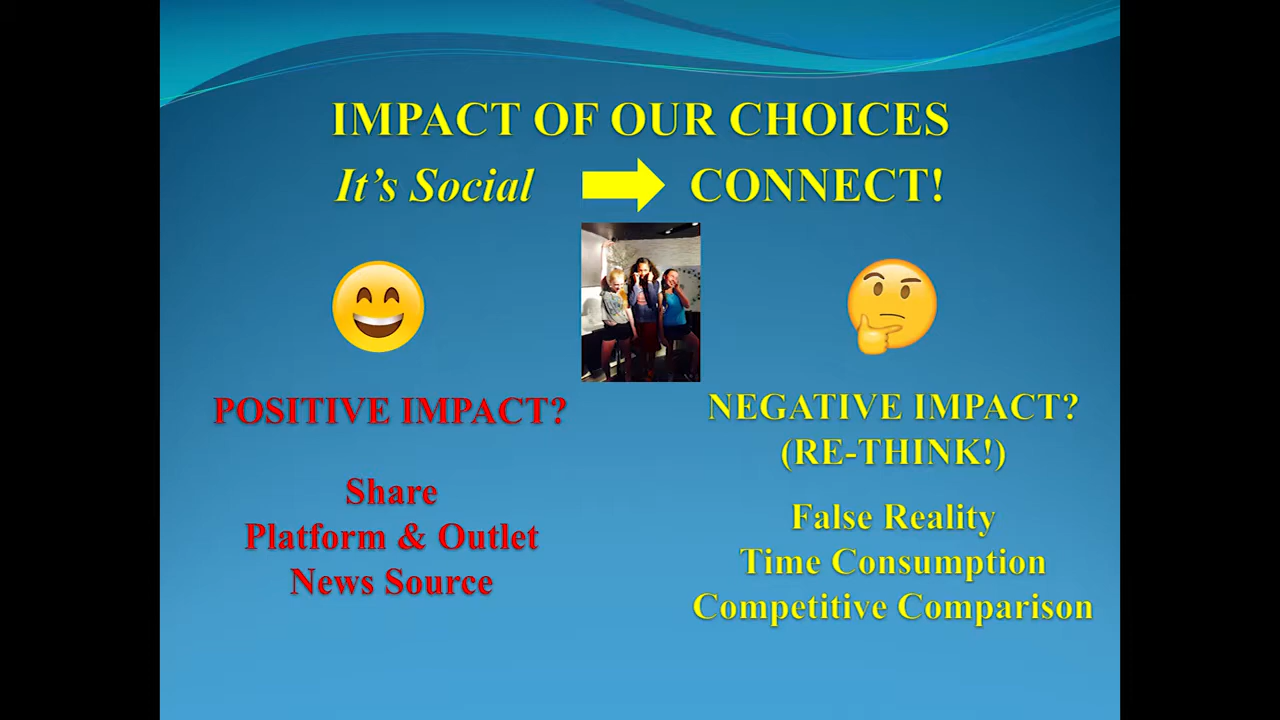 IMPACT OF OUR CHOICES
It's Social CONNECT!
POSITIVE IMPACT?
Share
Platform & Outlet
News Source
NEGATIVE IMPACT?
(RE-THINK!)
False Reality
Time Consumption
Competitive Comparison